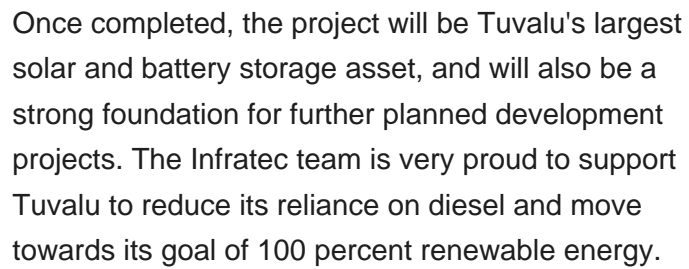 Once completed, the project will be Tuvalu's largest
solar and battery storage asset, and will also be a
strong foundation for further planned development
projects. The Infratec team is very proud to support
Tuvalu to reduce its reliance on diesel and move
towards its goal of 100 percent renewable energy.